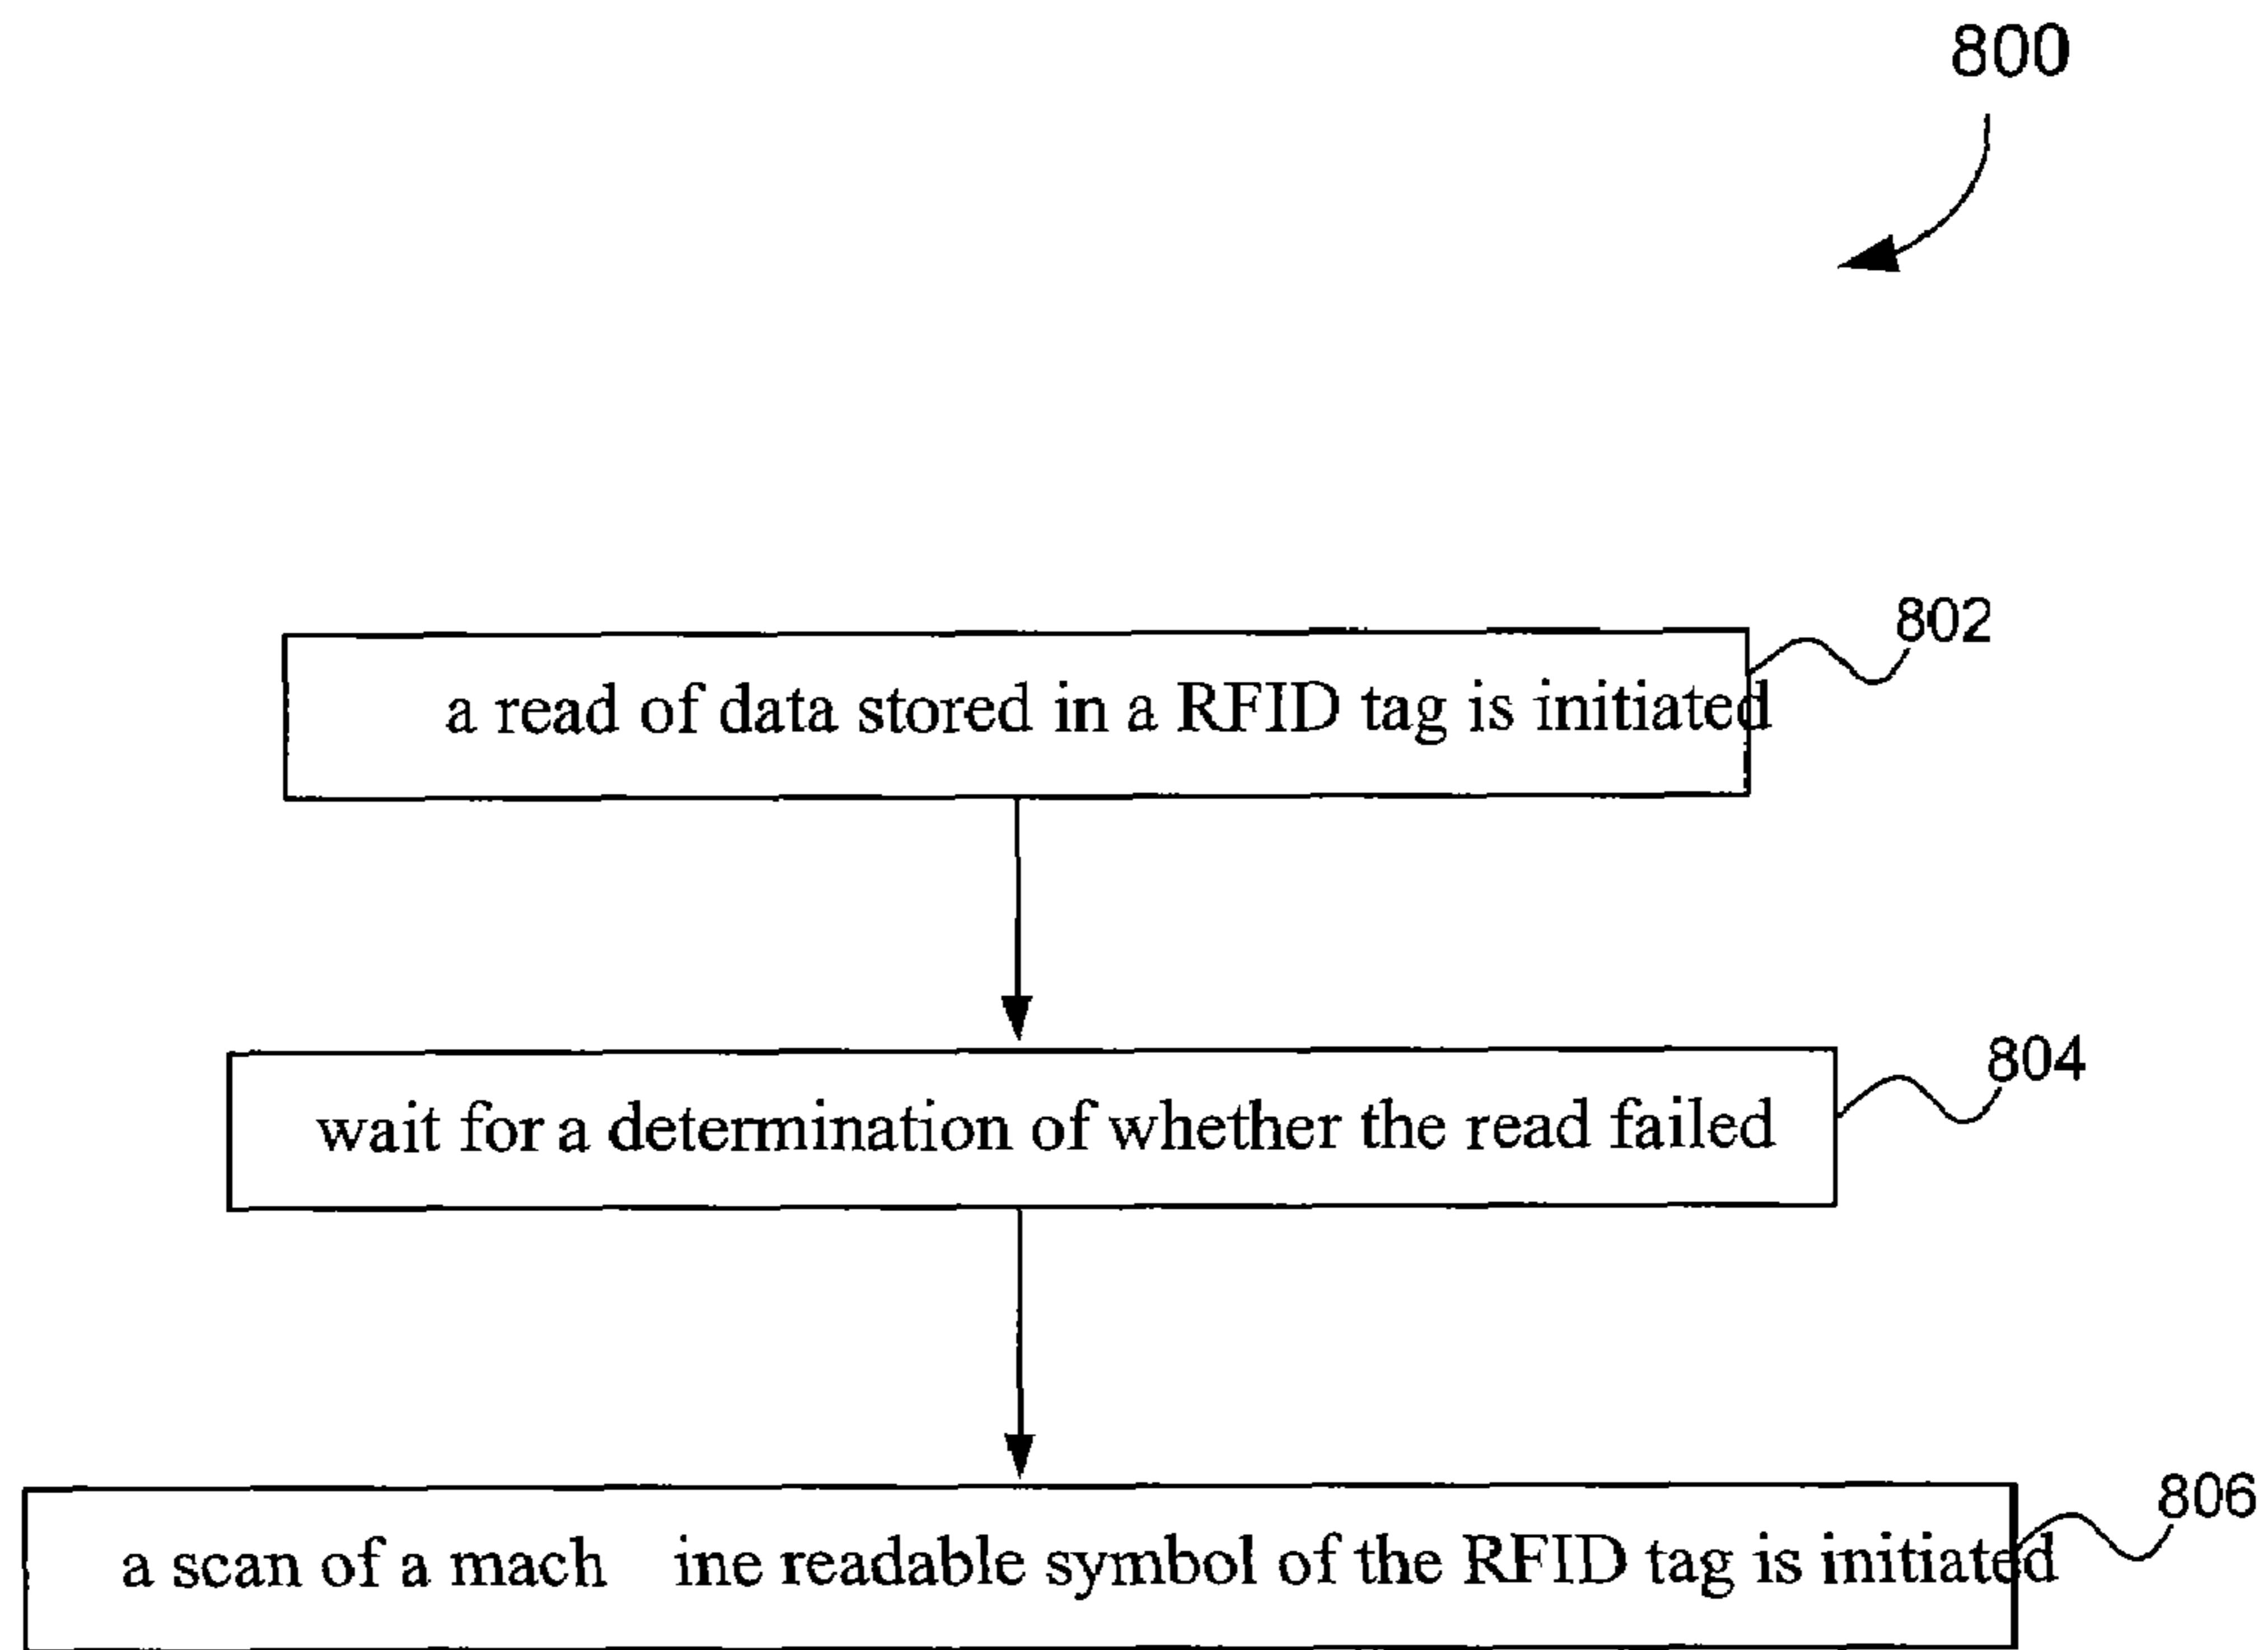 800
802
a read of data stored in a RFID tag is initiated
804
wait for a determination of whether the read failed
806
a scan of a mach ine readable symbol of the RFID tag is initiated